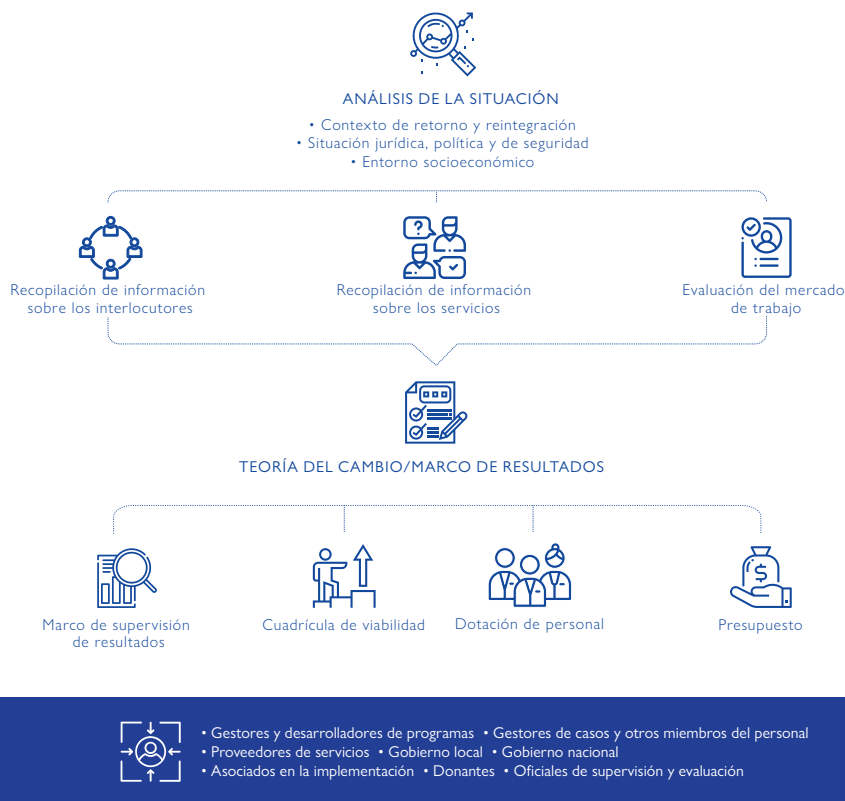 ANÁLISIS DE LA SITUACIÓN
• Contexto de retorno y reintegración
• Situación jurídica, política y de seguridad
• Entorno socioeconómico
Recopilación de información
sobre los interlocutores
Recopilación de información
sobre los servicios
Evaluación del mercado
de trabajo
TEORÍA DEL CAMBIO/MARCO DE RESULTADOS
Marco de supervisión
de resultados
Cuadrícula de viabilidad
Dotación de personal
Presupuesto
• Gestores y desarrolladores de programas • Gestores de casos y otros miembros del personal
• Proveedores de servicios • Gobierno local • Gobierno nacional
• Asociados en la implementación • Donantes • Oficiales de supervisión y evaluación